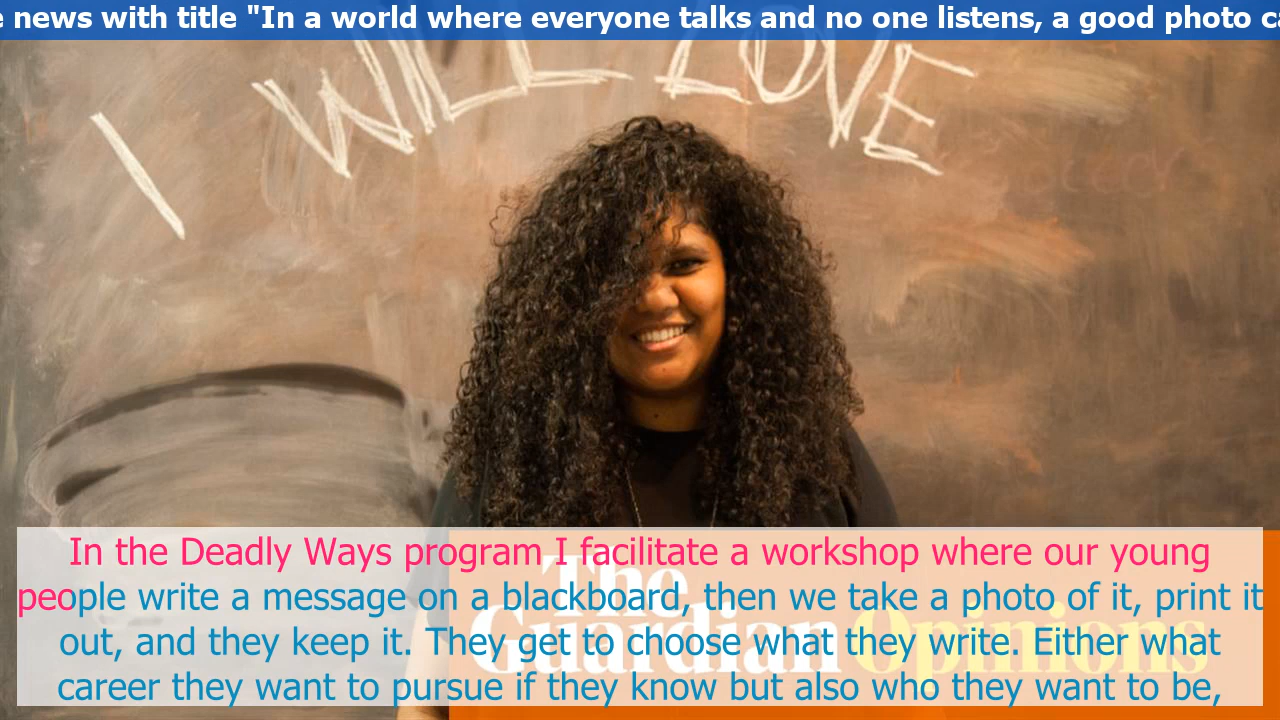 e news with title "In a world where everyone talks and no one listens, a good photo ca
I WILL LOVE
In the Deadly Ways program I facilitate a workshop where our young
people write a message on a blackboard, then we take a photo of it, print it
out, and they keep it. They get to choose what they write. Either what
career they want to pursue if they know but also who they want to be,
The
Guardian Opinions